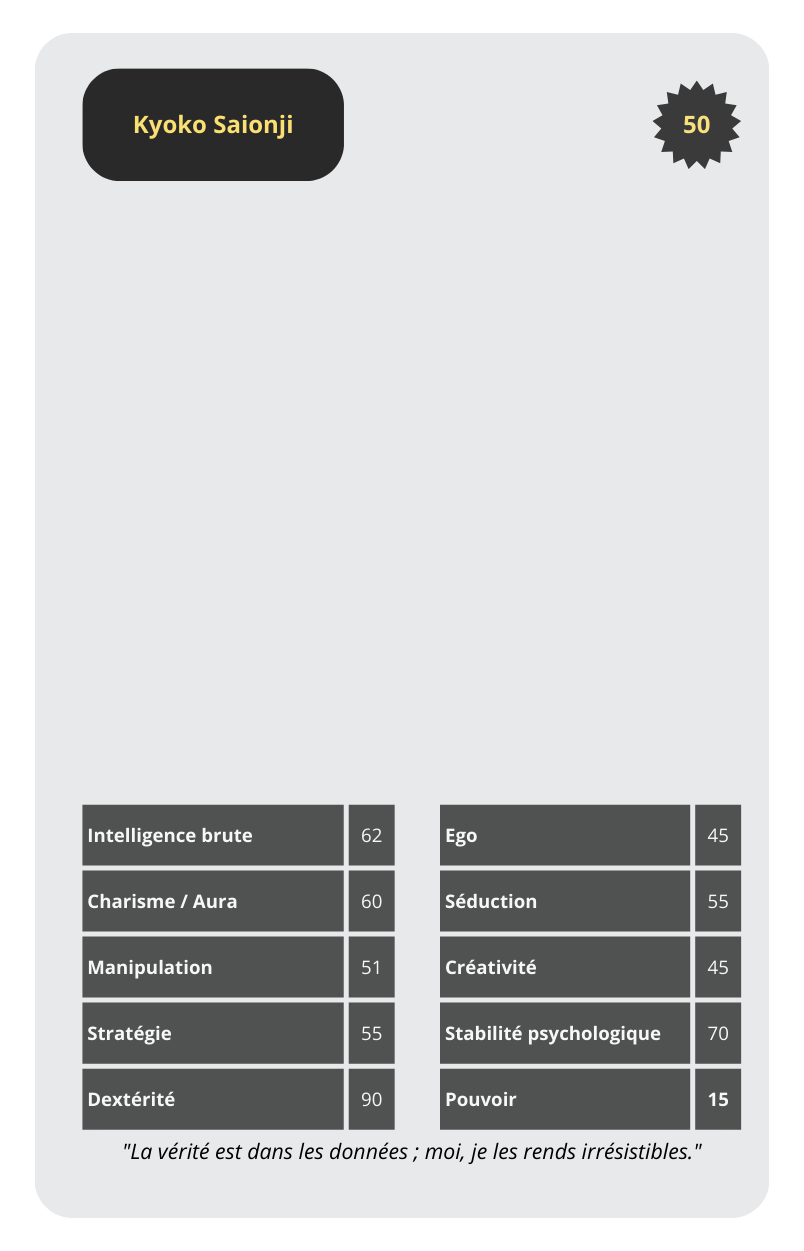 Kyoko Saionji
50
Intelligence brute 62
Ego 45
Charisme / Aura 60
Séduction 55
Manipulation 51
Créativité 45
Stratégie 55
Stabilité psychologique 70
Dextérité 90
Pouvoir 15
"La vérité est dans les données ; moi, je les rends irrésistibles."